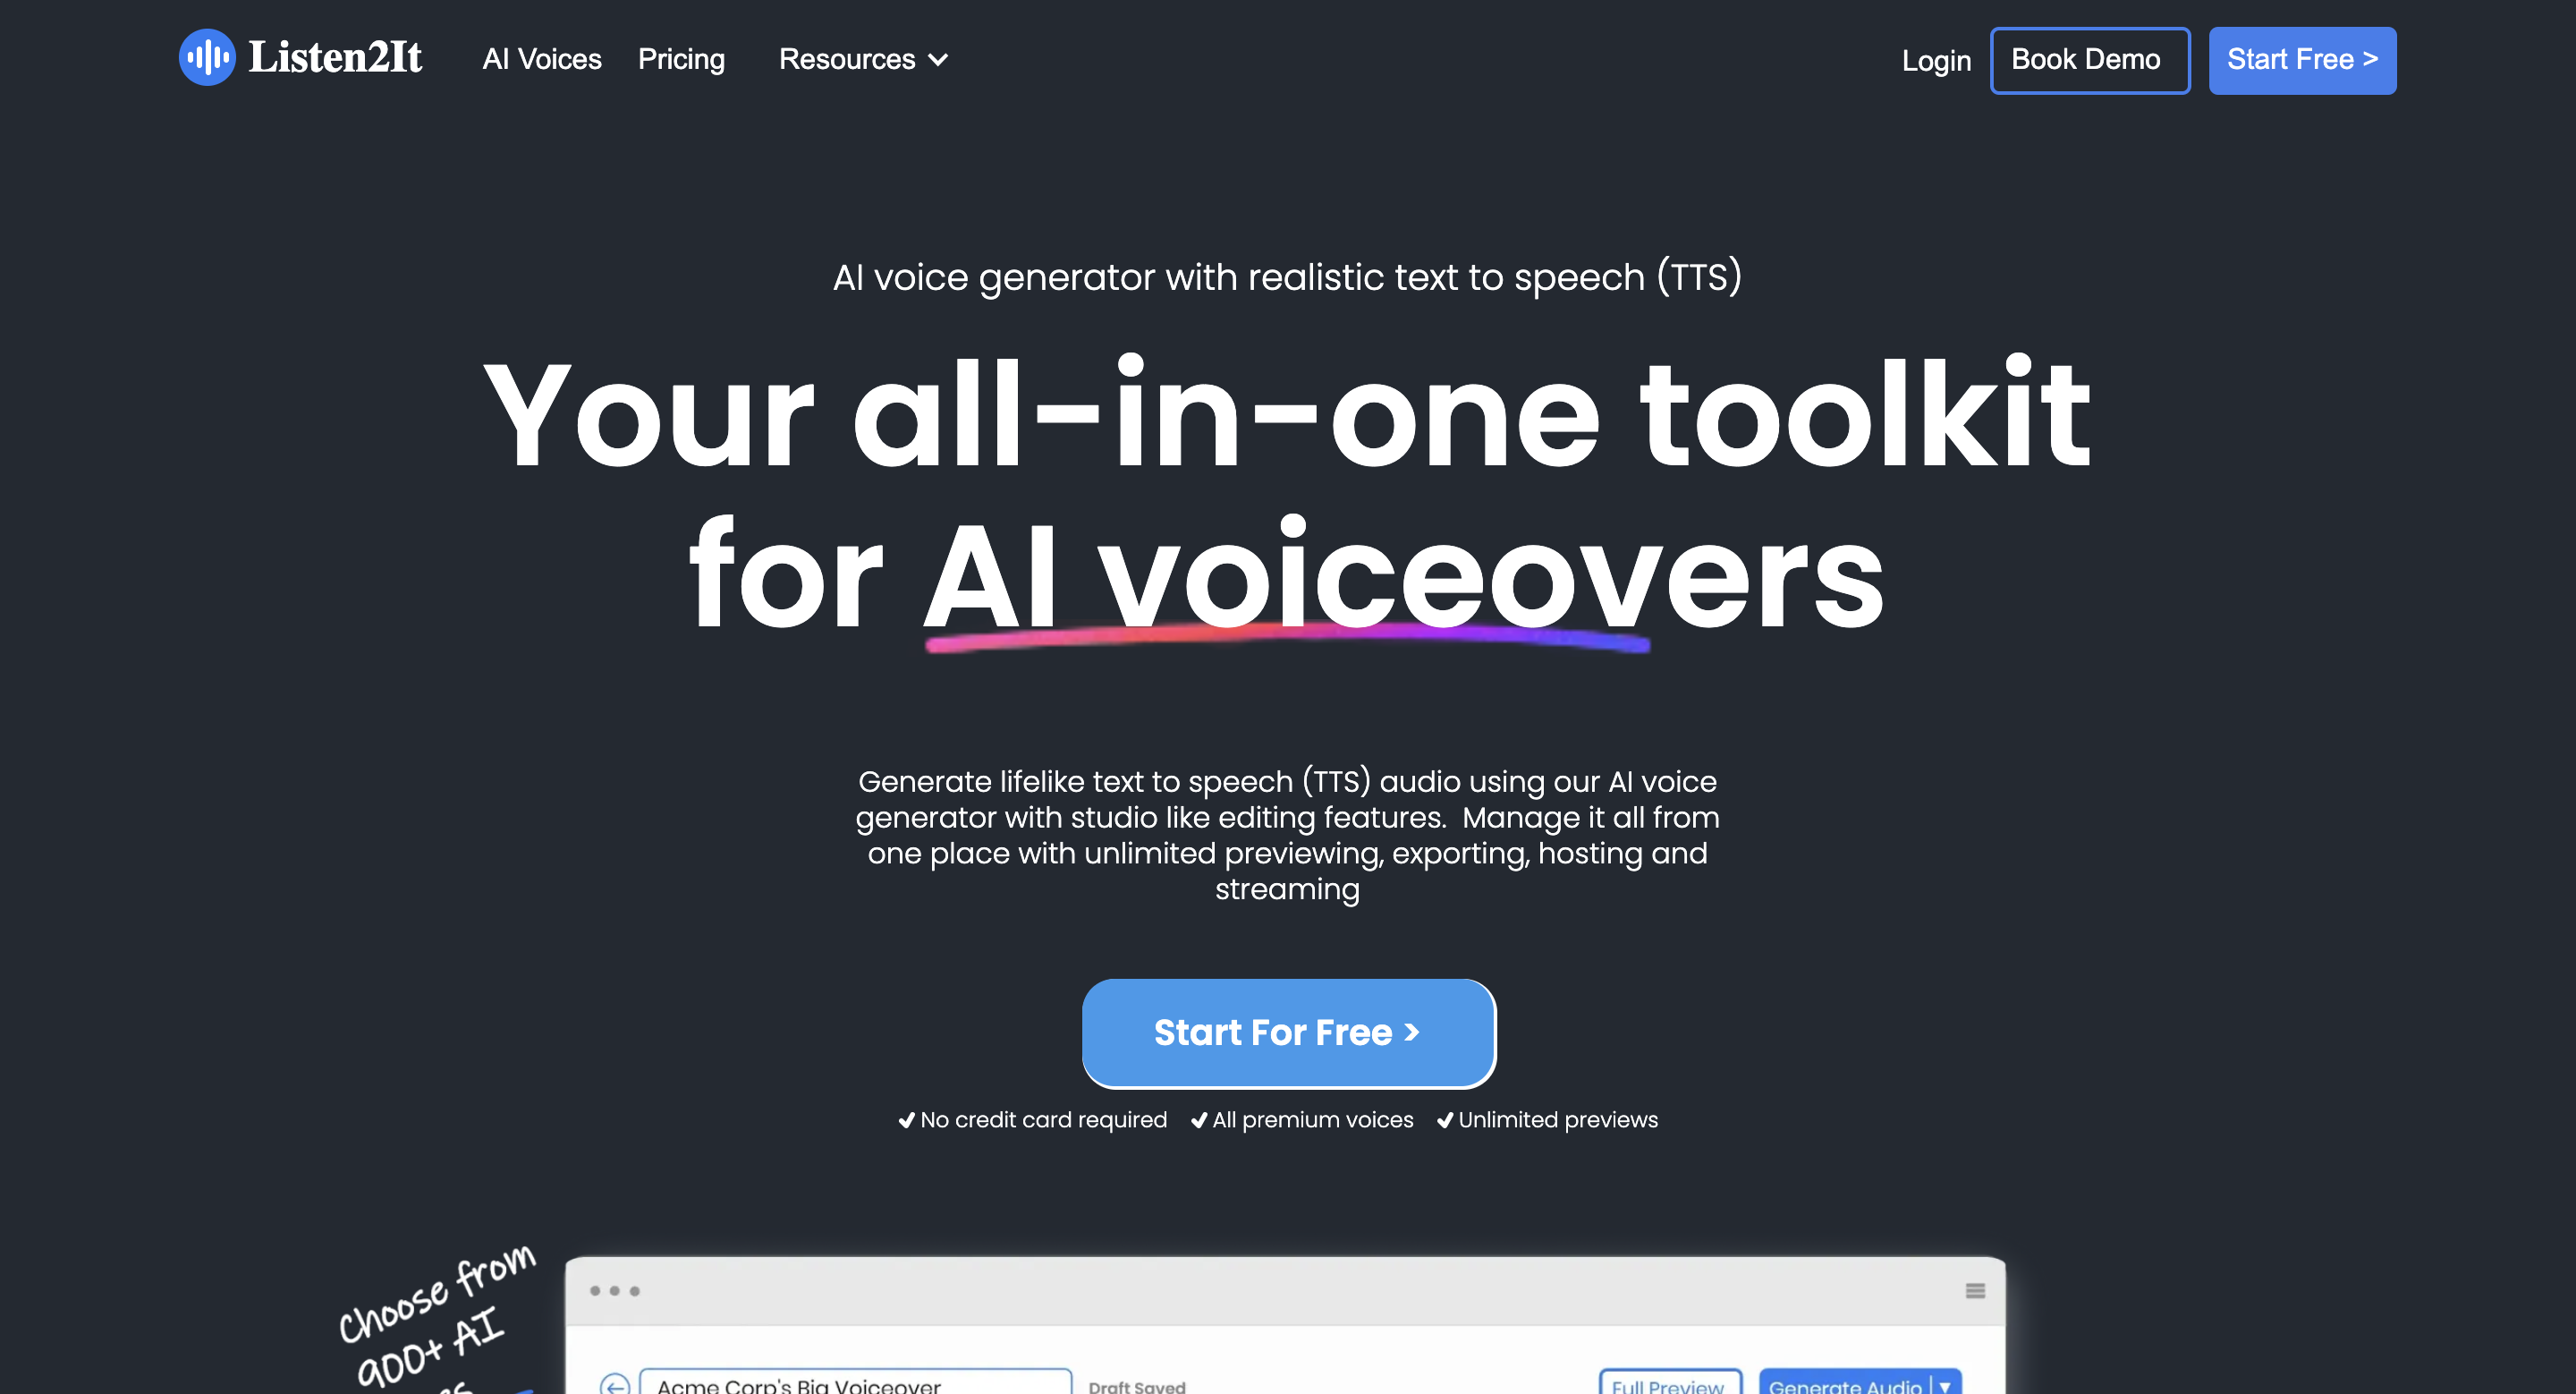 Listen2It
AI Voices
Pricing
Resources
Login
Book Demo
Start Free >
AI voice generator with realistic text to speech (TTS)
Your all-in-one toolkit
for AI voiceovers
Generate lifelike text to speech (TTS) audio using our AI voice
generator with studio like editing features.  Manage it all from
one place with unlimited previewing, exporting, hosting and
streaming
Start For Free >
No credit card required
All premium voices
Unlimited previews
Choose from
900+ AI
Acme Corp's Big Voiceover
Draft Saved
Full Preview
Generate Audio